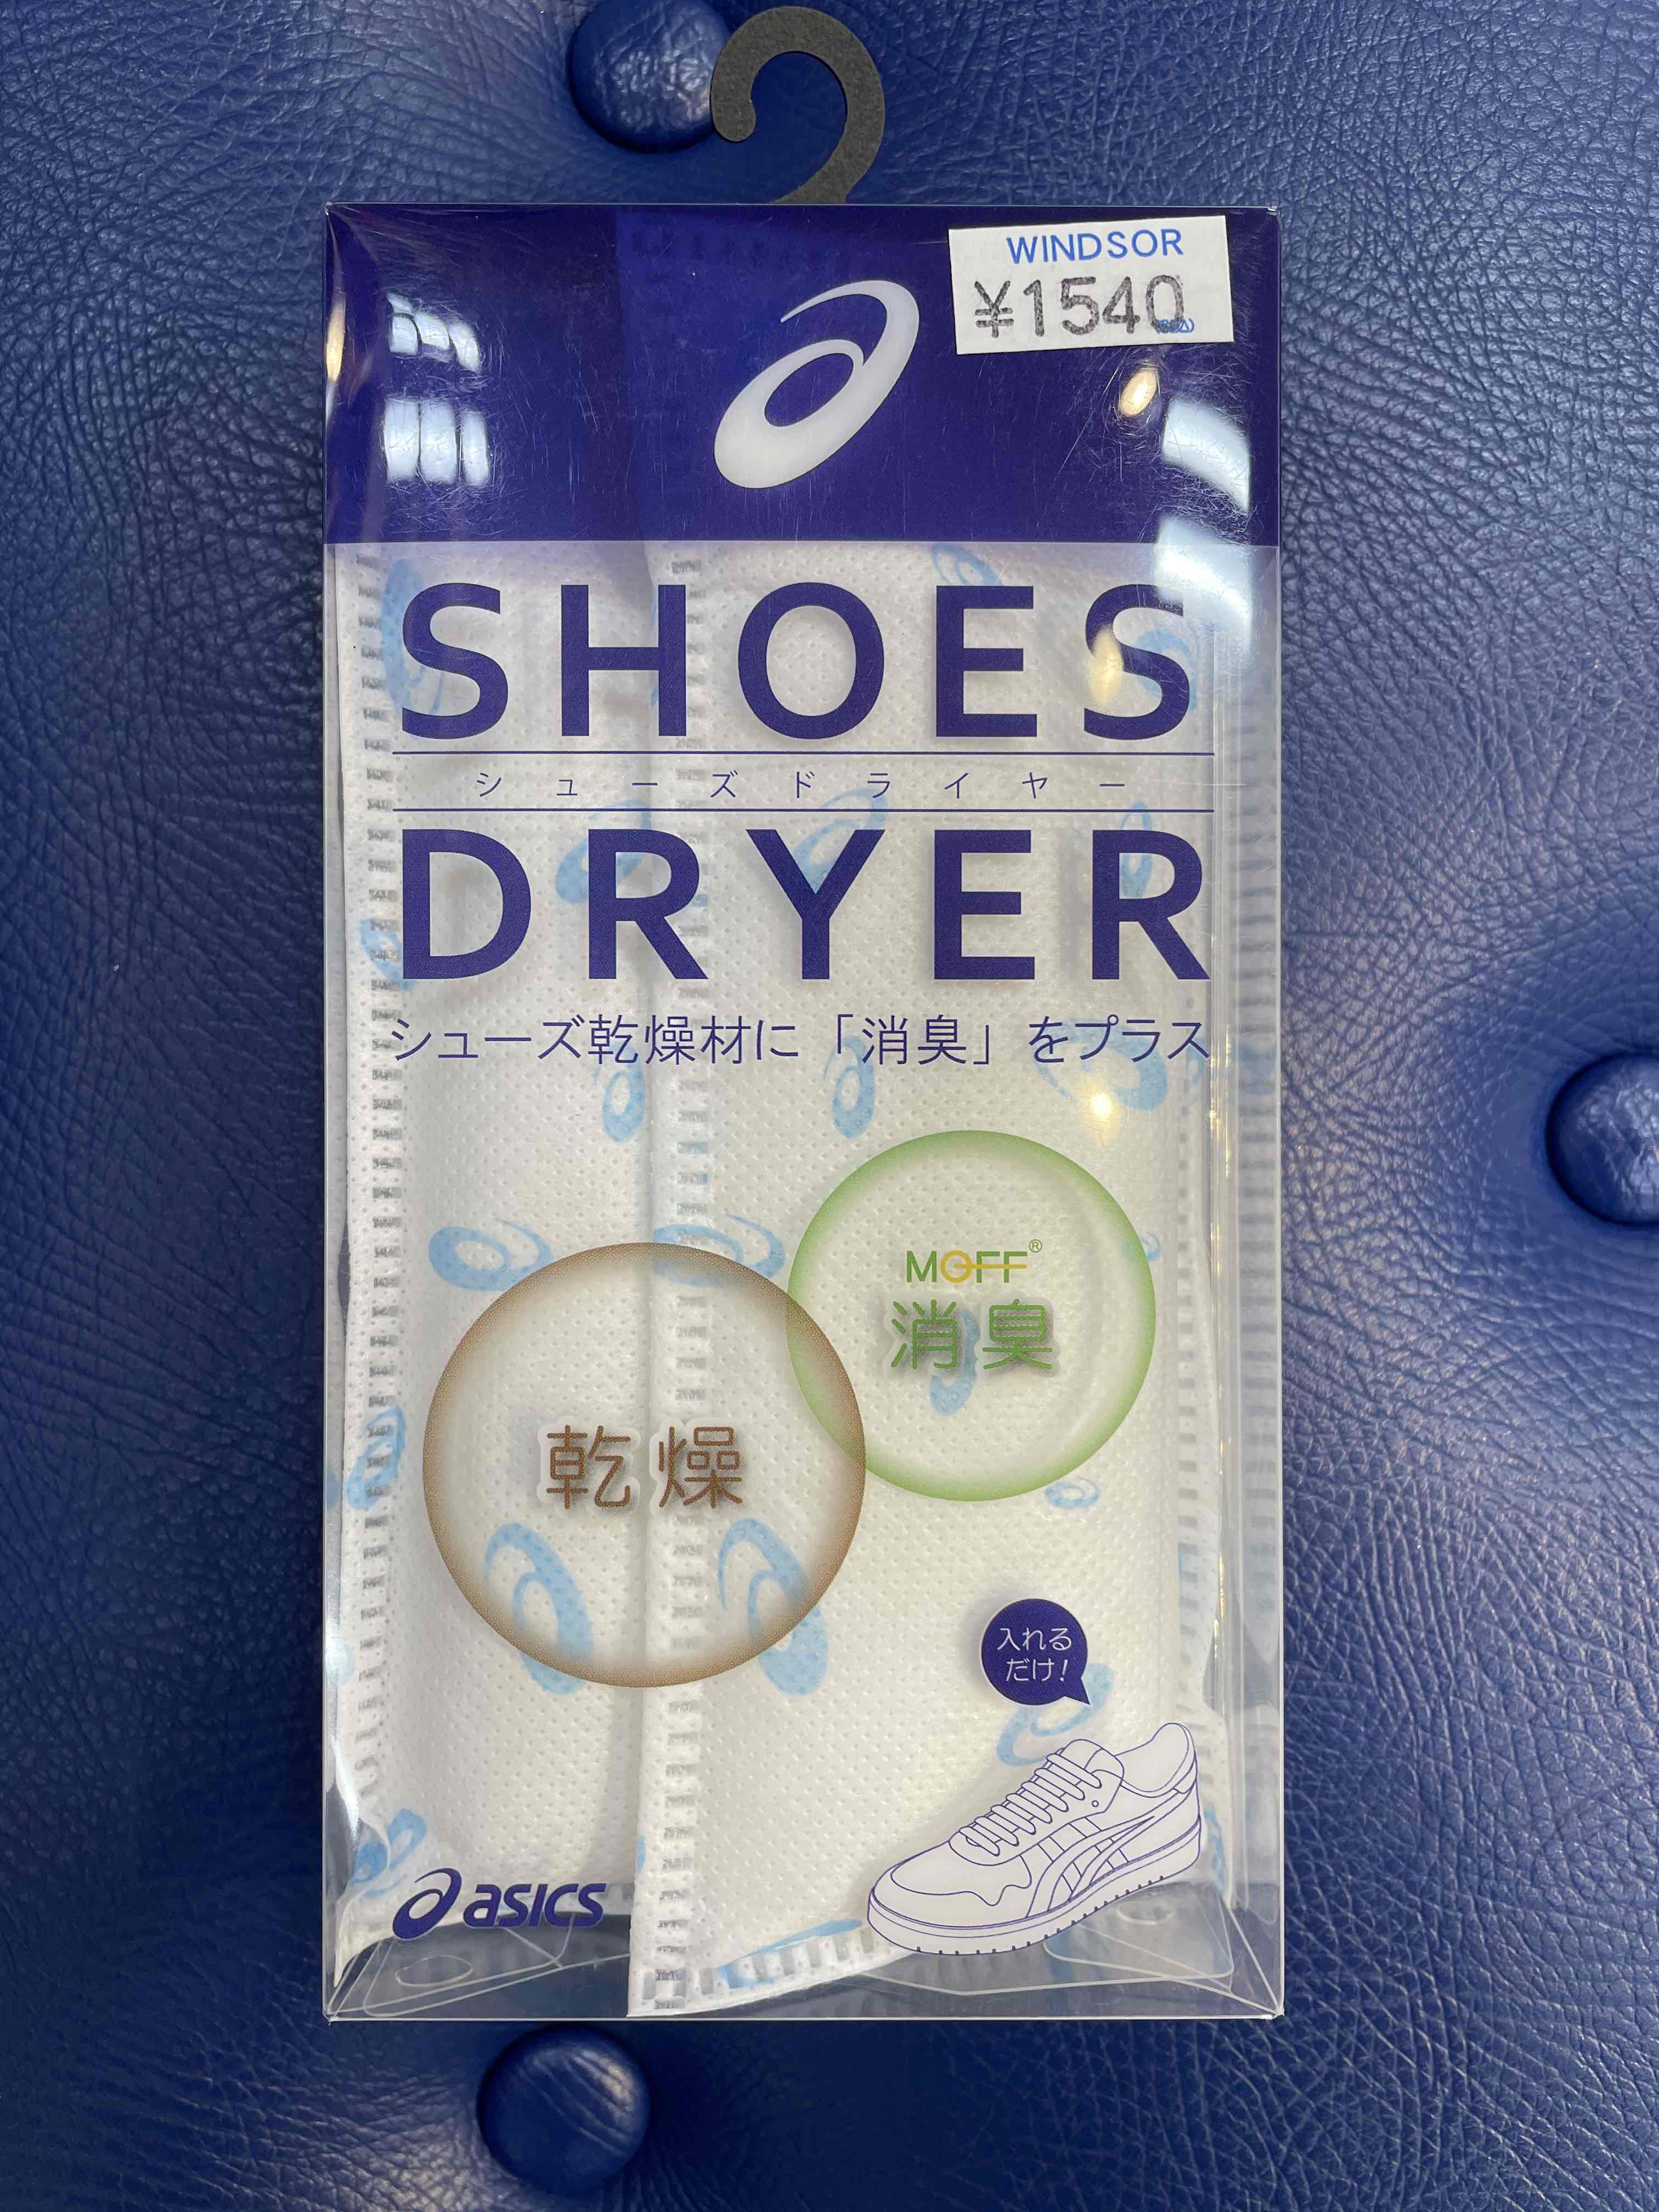 WINDSOR
¥1540
SHOES
シューズドライヤー
DRYER
シューズ乾燥材に「消臭」をプラス
MOFF®
消臭
乾燥
入れる
だけ!
asics